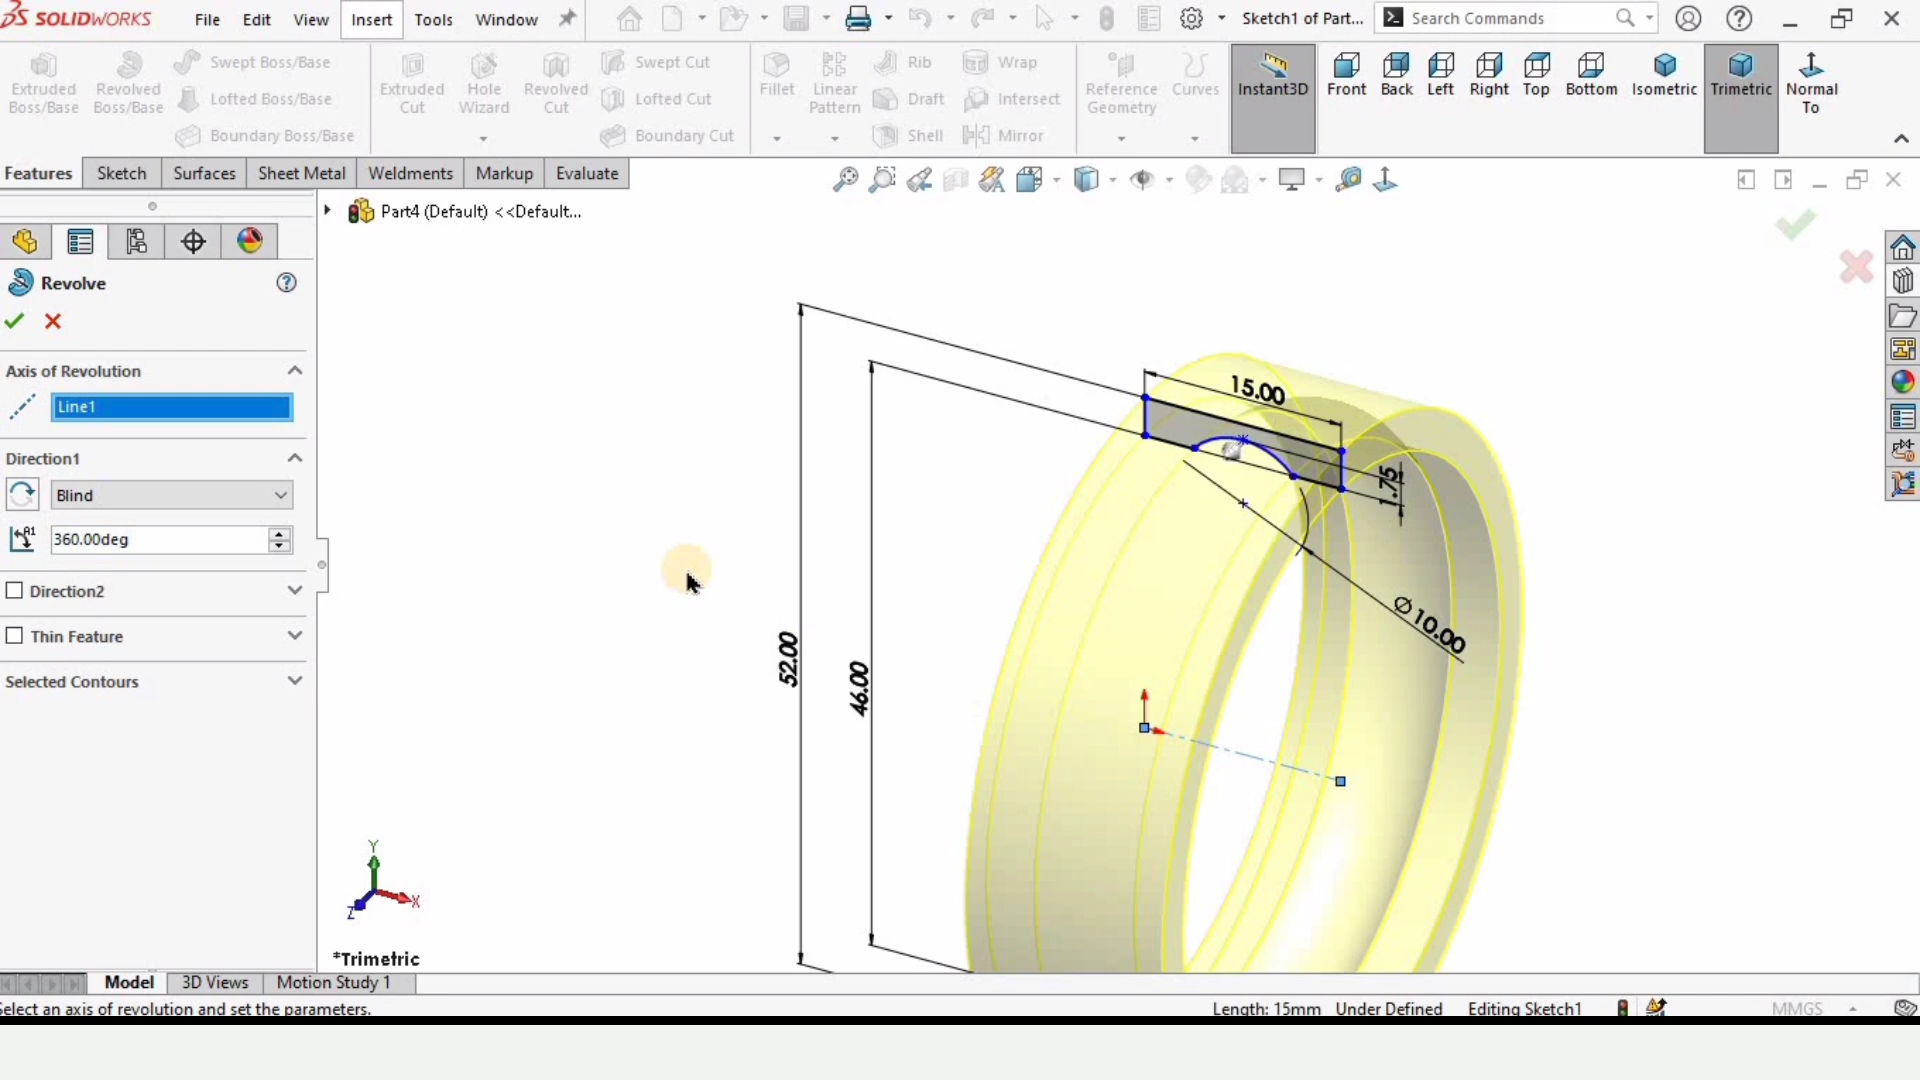 SOLIDWORKS File Edit View Insert Tools Window Sketch1 of Part... Search Commands
Extruded Boss/Base Revolved Boss/Base Swept Boss/Base Lofted Boss/Base Boundary Boss/Base Extruded Cut Hole Wizard Revolved Cut Swept Cut Lofted Cut Boundary Cut Fillet Linear Pattern Rib Draft Shell Wrap Intersect Mirror Reference Geometry Curves Instant3D Front Back Left Right Top Bottom Isometric Trimetric Normal To
Features Sketch Surfaces Sheet Metal Weldments Markup Evaluate
Part4 (Default) <<Default...
Revolve
Axis of Revolution
Line1
Direction1
Blind
360.00deg
Direction2
Thin Feature
Selected Contours
15.00
1.75
Ø10.00
52.00
46.00
Y
X
Z
*Trimetric
Model 3D Views Motion Study 1
Select an axis of revolution and set the parameters. Length: 15mm Under Defined Editing Sketch1 MMGS